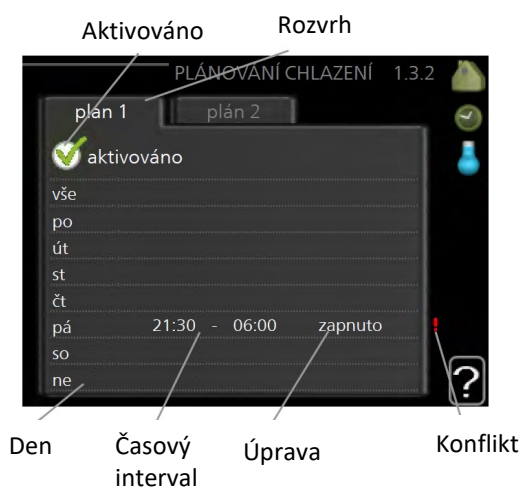 Aktivováno
Rozvrh
PLÁNOVÁNÍ CHLAZENÍ 1.3.2
plán 1
plán 2
aktivováno
vše
po
út
st
čt
pá 21:30 - 06:00 zapnuto !
so
ne
?
Den
Časový
interval
Úprava
Konflikt